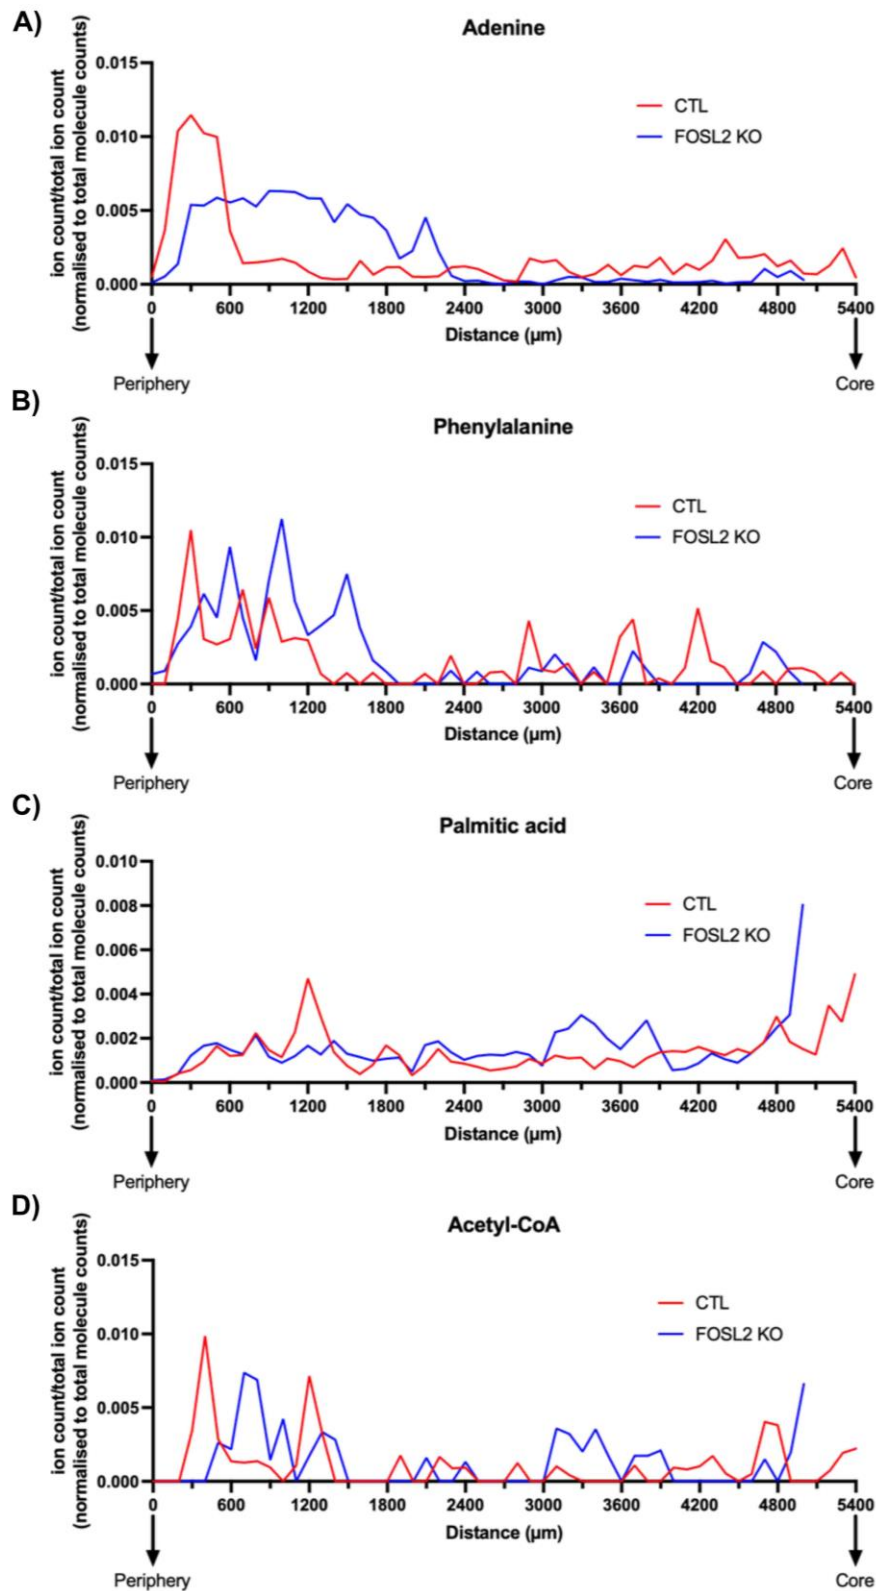 A)
Adenine
ion count/total ion count
(normalised to total molecule counts)
0.015
0.010
0.005
0.000
CTL
FOSL2 KO
0 600 1200 1800 2400 3000 3600 4200 4800 5400
Distance (µm)
Periphery Core
B)
Phenylalanine
ion count/total ion count
(normalised to total molecule counts)
0.015
0.010
0.005
0.000
CTL
FOSL2 KO
0 600 1200 1800 2400 3000 3600 4200 4800 5400
Distance (µm)
Periphery Core
C)
Palmitic acid
ion count/total ion count
(normalised to total molecule counts)
0.010
0.008
0.006
0.004
0.002
0.000
CTL
FOSL2 KO
0 600 1200 1800 2400 3000 3600 4200 4800 5400
Distance (µm)
Periphery Core
D)
Acetyl-CoA
ion count/total ion count
(normalised to total molecule counts)
0.015
0.010
0.005
0.000
CTL
FOSL2 KO
0 600 1200 1800 2400 3000 3600 4200 4800 5400
Distance (µm)
Periphery Core